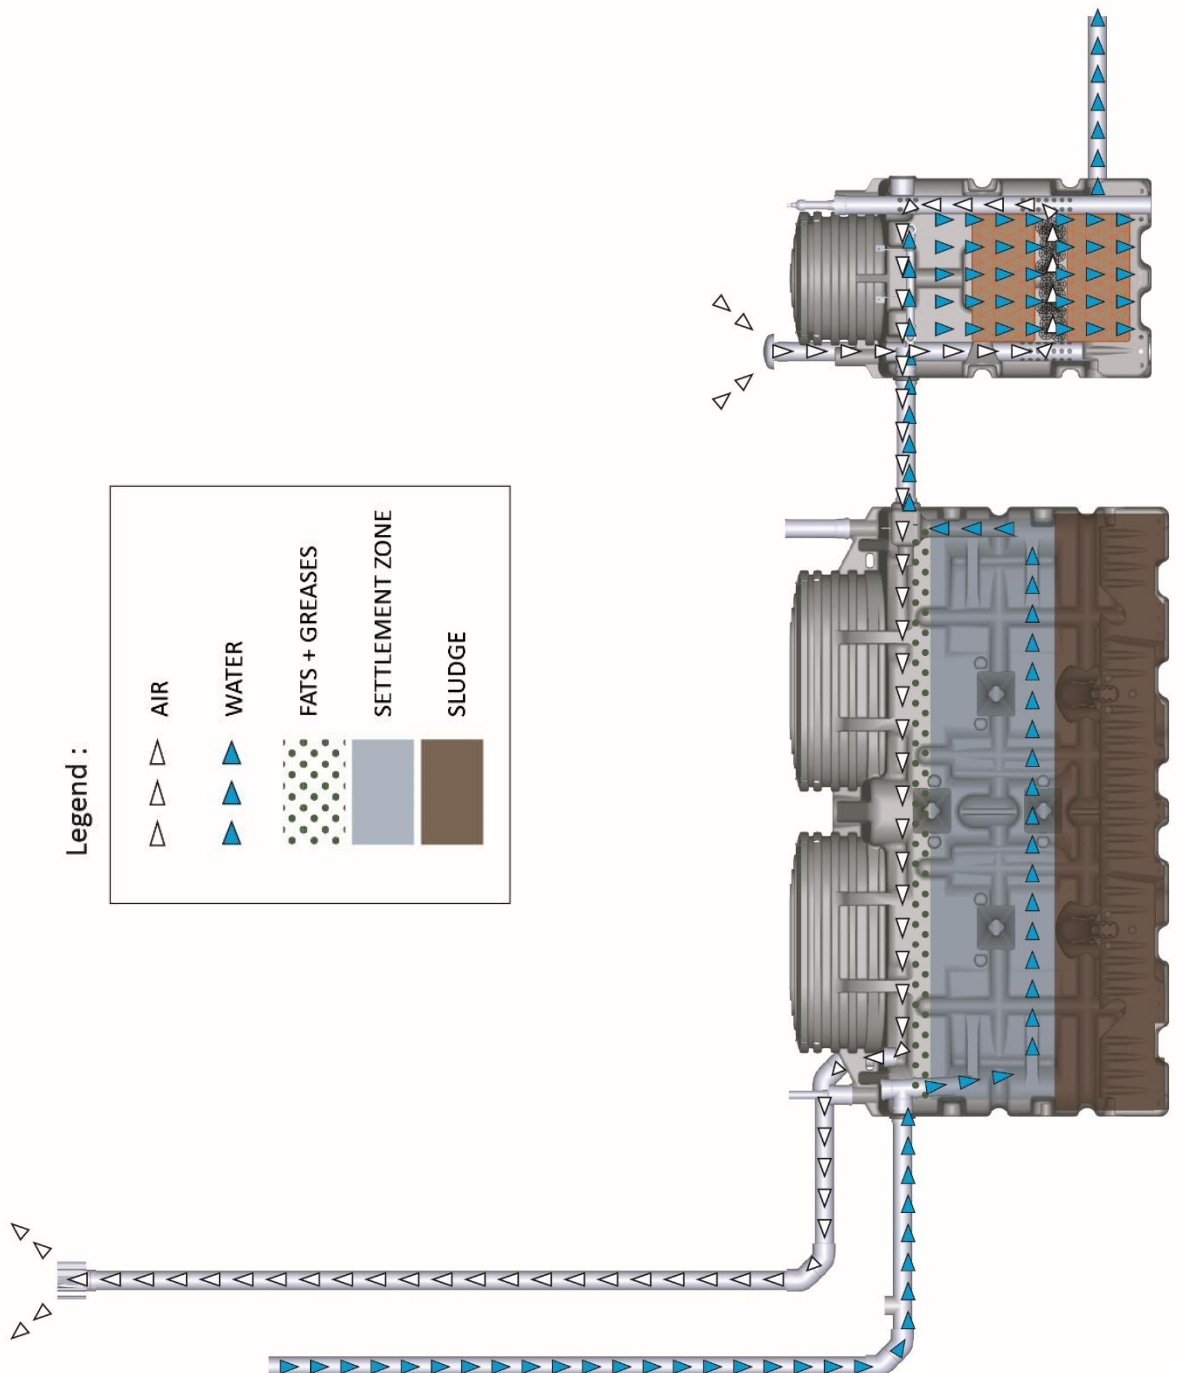 Legend :
AIR
WATER
FATS + GREASES
SETTLEMENT ZONE
SLUDGE